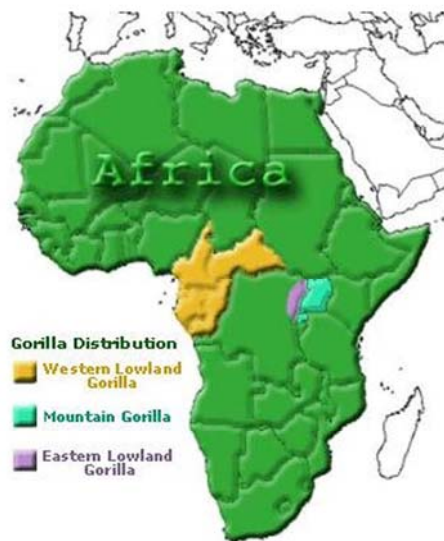 Africa
Gorilla Distribution
Western Lowland
Gorilla
Mountain Gorilla
Eastern Lowland
Gorilla